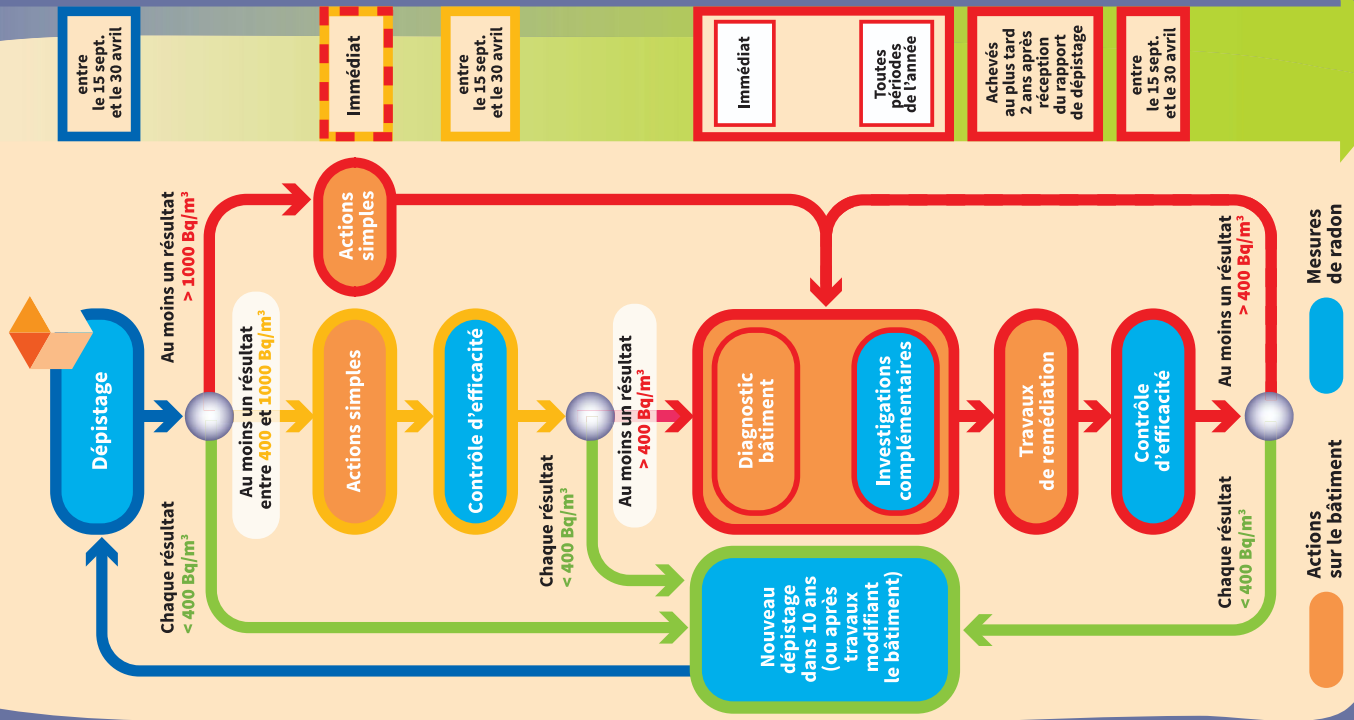 Dépistage
entre
le 15 sept.
et le 30 avril
Chaque résultat
< 400 Bq/m³
Au moins un résultat
> 1000 Bq/m³
Au moins un résultat
entre 400 et 1000 Bq/m³
Actions simples
Actions
simples
Immédiat
Contrôle d’efficacité
entre
le 15 sept.
et le 30 avril
Chaque résultat
< 400 Bq/m³
Au moins un résultat
> 400 Bq/m³
Nouveau
dépistage
dans 10 ans
(ou après
travaux
modifiant
le bâtiment)
Diagnostic
bâtiment
Immédiat
Investigations
complémentaires
Toutes
périodes
de l’année
Travaux
de remédiation
Achevés
au plus tard
2 ans après
réception
du rapport
de dépistage
Contrôle
d’efficacité
entre
le 15 sept.
et le 30 avril
Chaque résultat
< 400 Bq/m³
Au moins un résultat
> 400 Bq/m³
Actions
sur le bâtiment
Mesures
de radon